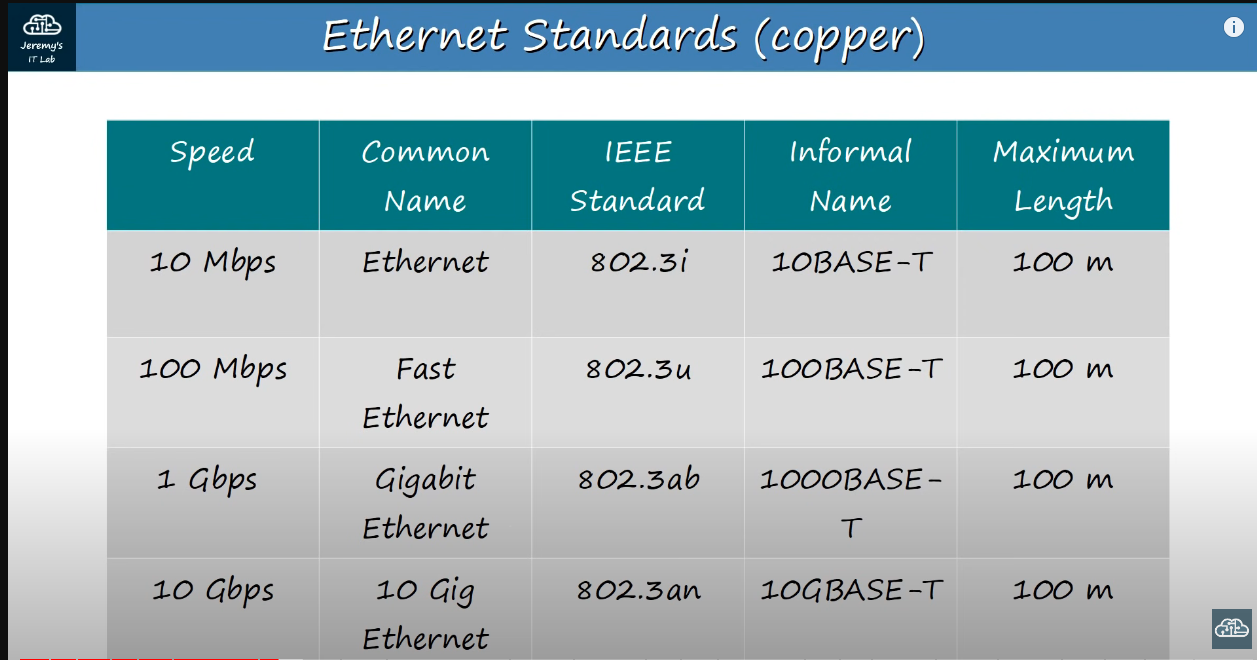 Jeremy's
IT Lab
Ethernet Standards (copper)
i
Speed
Common
Name
IEEE
Standard
Informal
Name
Maximum
Length
10 Mbps
Ethernet
802.3i
10BASE-T
100 m
100 Mbps
Fast
Ethernet
802.3u
100BASE-T
100 m
1 Gbps
Gigabit
Ethernet
802.3ab
1000BASE-
T
100 m
10 Gbps
10 Gig
Ethernet
802.3an
10GBASE-T
100 m